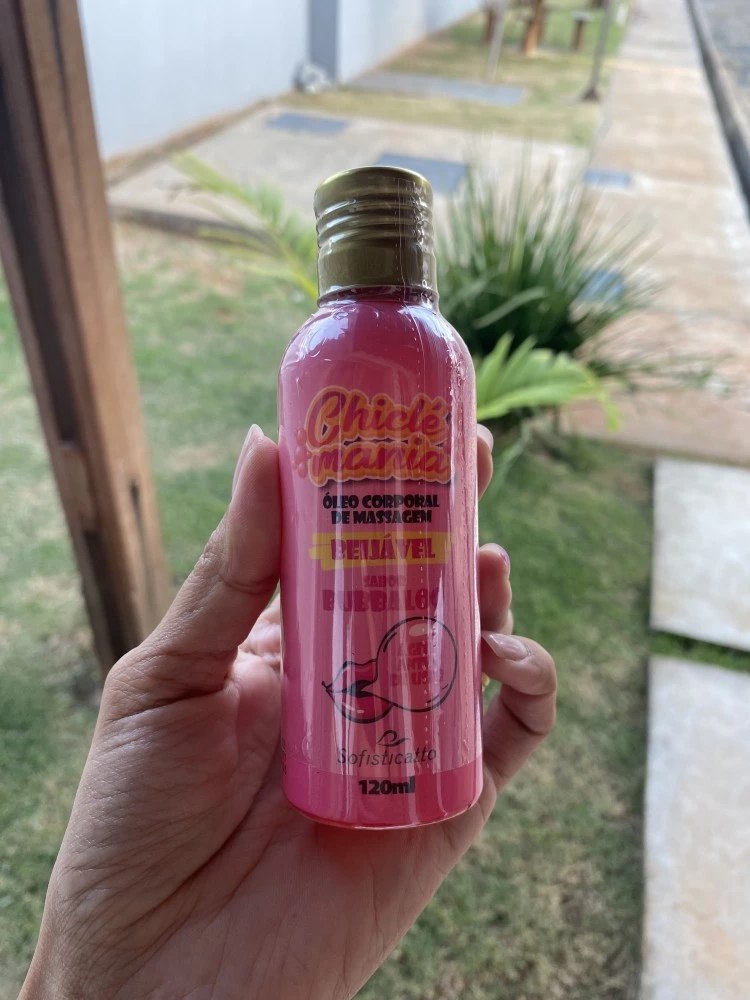 Chiclé
mania
ÓLEO CORPORAL
DE MASSAGEM
BEIJÁVEL
SABOR
BUBBALOO
Sofisticatto
120ml